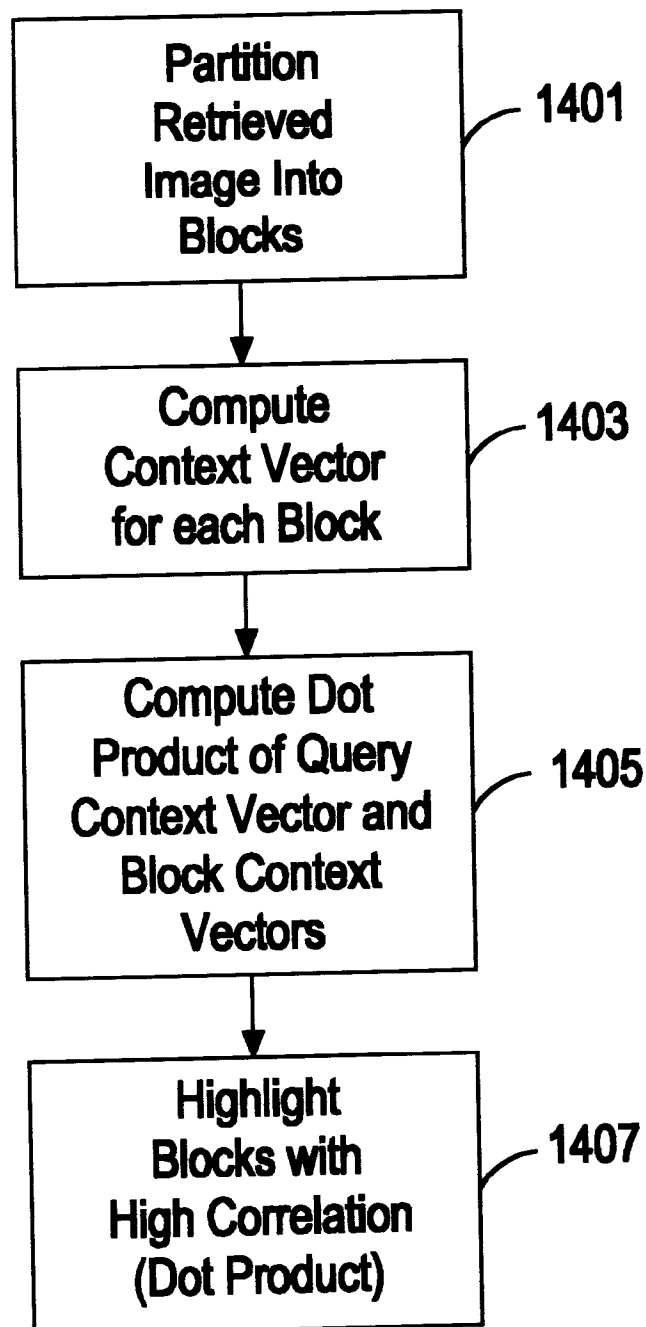 Partition
Retrieved
Image Into
Blocks
1401
Compute
Context Vector
for each Block
1403
Compute Dot
Product of Query
Context Vector and
Block Context
Vectors
1405
Highlight
Blocks with
High Correlation
(Dot Product)
1407